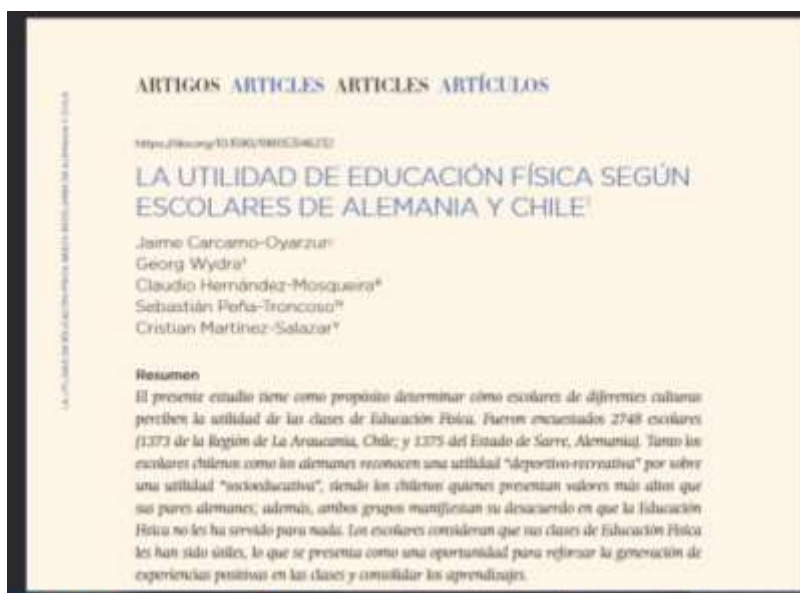 ARTIGOS ARTICLES ARTICLES ARTÍCULOS
LA UTILIDAD DE EDUCACIÓN FÍSICA SEGÚN
ESCOLARES DE ALEMANIA Y CHILE¹
Jaime Carcamo-Oyarzun
Georg Wydra
Claudio Hernández-Mosqueira
Sebastián Peña-Troncoso
Cristian Martínez-Salazar
Resumen
El presente estudio tiene como propósito determinar cómo escolares de diferentes culturas
perciben la utilidad de las clases de Educación Física. Fueron encuestados 2748 escolares
(1373 de la Región de La Araucanía, Chile; y 1375 del Estado de Sarre, Alemania). Tanto los
escolares chilenos como los alemanes reconocen una utilidad “deportivo-recreativa” por sobre
una utilidad “socioeducativa”, siendo los chilenos quienes presentan valores más altos que
sus pares alemanes; además, ambos grupos manifiestan su desacuerdo en que la Educación
Física no les ha servido para nada. Los escolares consideran que sus clases de Educación Física
les han sido útiles, lo que se presenta como una oportunidad para reforzar la generación de
experiencias positivas en las clases y consolidar los aprendizajes.